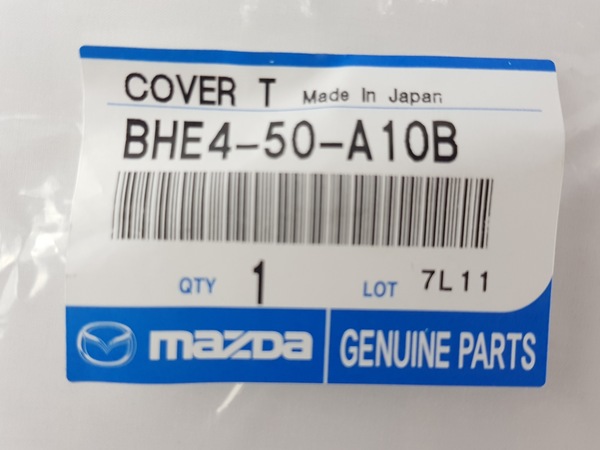 COVER T Made In Japan
BHE4-50-A10B
QTY 1 LOT 7L11
mazda GENUINE PARTS